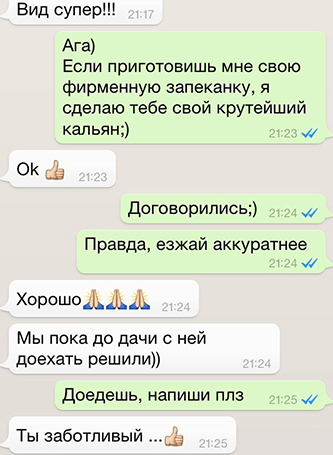 Вид супер!!! 21:17
Ага)
Если приготовишь мне свою
фирменную запеканку, я
сделаю тебе свой крутейший
кальян;) 21:23
Ok 👍 21:23
Договорились;) 21:24
Правда, езжай аккуратнее
21:24
Хорошо🙏🙏🙏 21:24
Мы пока до дачи с ней
доехать решили)) 21:24
Доедешь, напиши плз 21:25
Ты заботливый ...👍 21:25